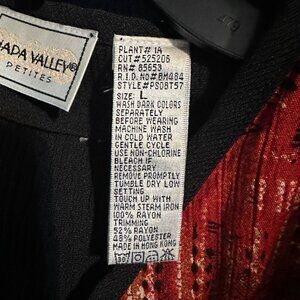 ADA VALLEY®
PETITES
PLANT# 1A
CUT#525206
RN# 85653
R.I.D. NO#BM484
STYLE#PS08T57
SIZE: L
WASH DARK COLORS
SEPARATELY
BEFORE WEARING
MACHINE WASH
IN COLD WATER
GENTLE CYCLE
USE NON-CHLORINE
BLEACH IF
NECESSARY
REMOVE PROMPTLY
TUMBLE DRY LOW
SETTING
TOUCH UP WITH
WARM STEAM IRON
100% RAYON
TRIMMING
52% RAYON
48% POLYESTER
MADE IN HONG KONG